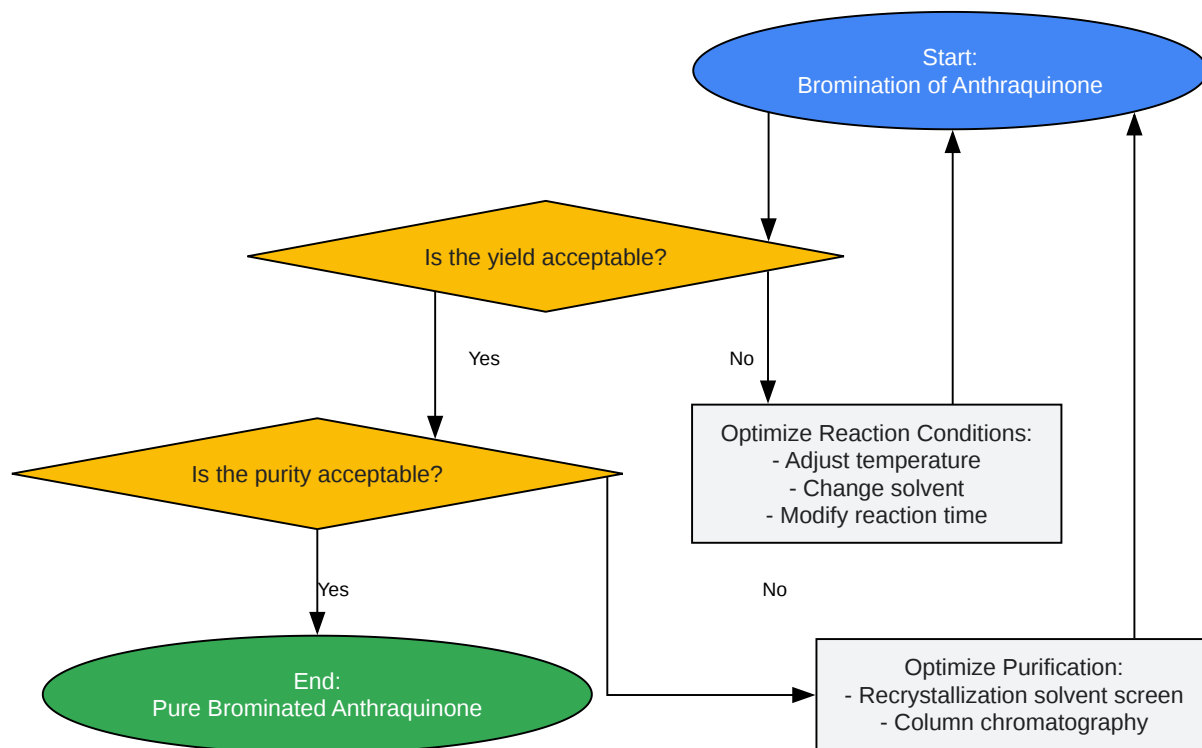 Start:
Bromination of Anthraquinone
Is the yield acceptable?
Yes
No
Optimize Reaction Conditions:
- Adjust temperature
- Change solvent
- Modify reaction time
Is the purity acceptable?
Yes
No
End:
Pure Brominated Anthraquinone
Optimize Purification:
- Recrystallization solvent screen
- Column chromatography